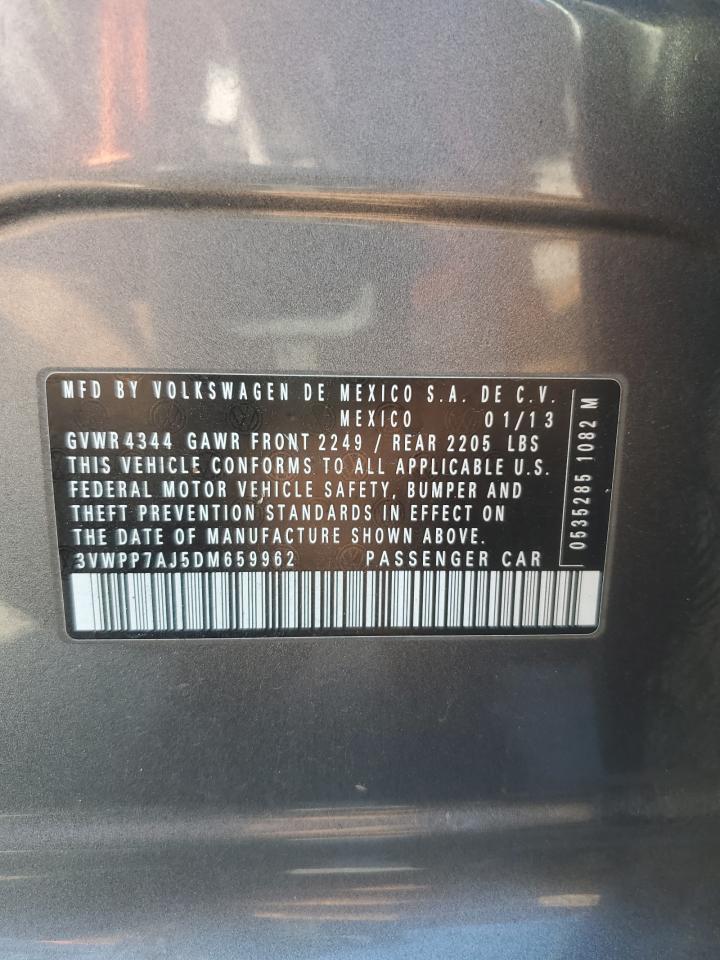 MFD BY VOLKSWAGEN DE MEXICO S.A. DE C.V.
MEXICO 01/13
GVWR 4344 GAWR FRONT 2249 / REAR 2205 LBS
THIS VEHICLE CONFORMS TO ALL APPLICABLE U.S.
FEDERAL MOTOR VEHICLE SAFETY, BUMPER AND
THEFT PREVENTION STANDARDS IN EFFECT ON
THE DATE OF MANUFACTURE SHOWN ABOVE.
3VWPP7AJ5DM659962 PASSENGER CAR
0535285 1082 M